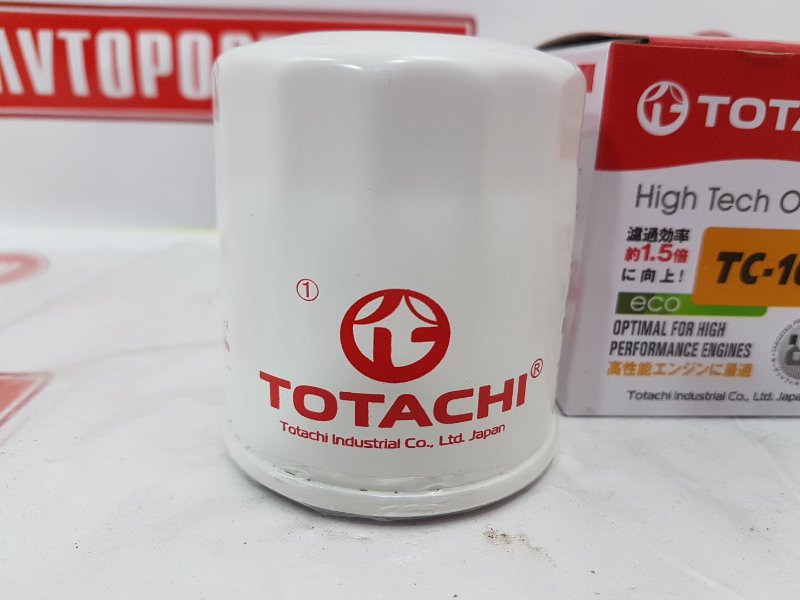 AVTOPOS
1
TOTACHI®
Totachi Industrial Co., Ltd. Japan
TOTA
High Tech O
濾過効率
約1.5倍
に向上!
TC-10
eco
OPTIMAL FOR HIGH
PERFORMANCE ENGINES
高性能エンジンに最適
Totachi Industrial Co., Ltd. Japa